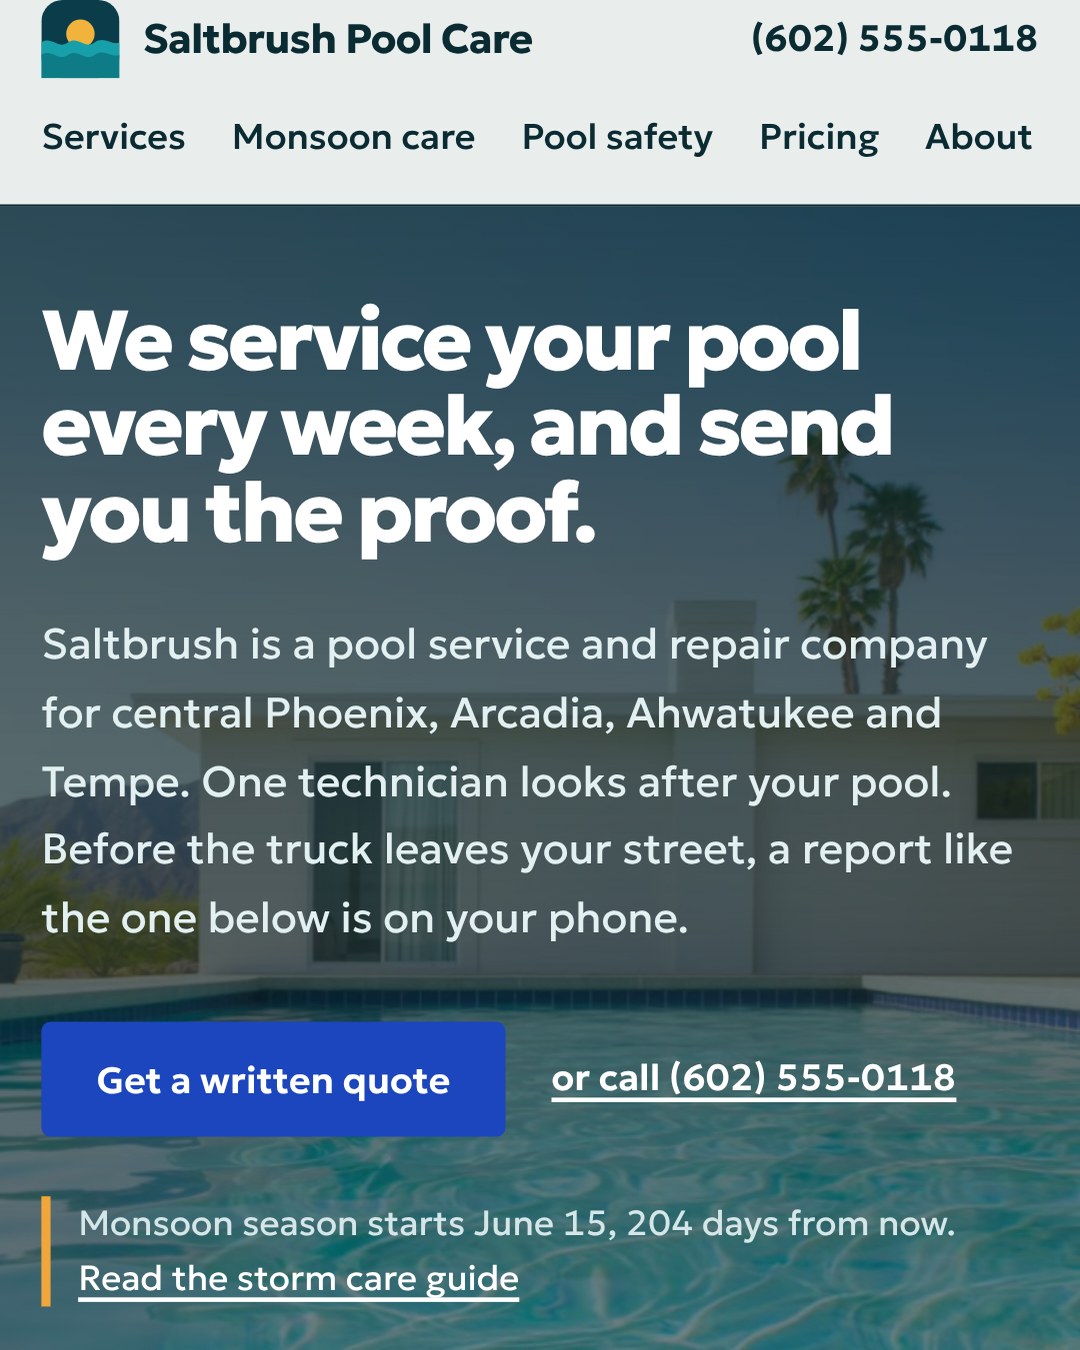 Saltbrush Pool Care
(602) 555-0118
Services Monsoon care Pool safety Pricing About
We service your pool
every week, and send
you the proof.
Saltbrush is a pool service and repair company
for central Phoenix, Arcadia, Ahwatukee and
Tempe. One technician looks after your pool.
Before the truck leaves your street, a report like
the one below is on your phone.
Get a written quote
or call (602) 555-0118
Monsoon season starts June 15, 204 days from now.
Read the storm care guide